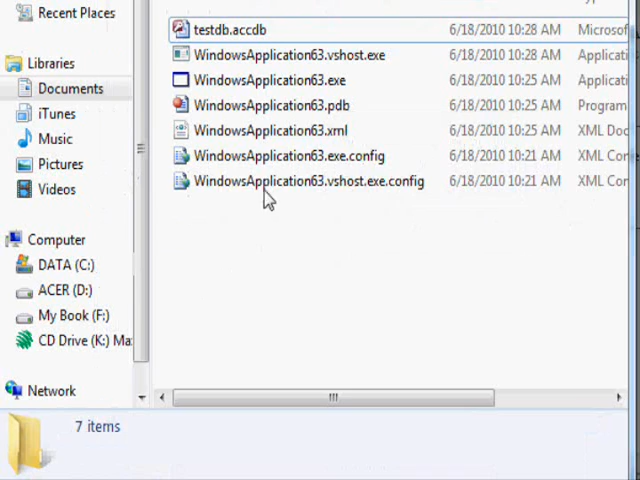 Recent Places
Libraries
Documents
iTunes
Music
Pictures
Videos
Computer
DATA (C:)
ACER (D:)
My Book (F:)
CD Drive (K:) Ma
Network
testdb.accdb 6/18/2010 10:28 AM Microsof
WindowsApplication63.vshost.exe 6/18/2010 10:28 AM Applicati
WindowsApplication63.exe 6/18/2010 10:25 AM Applicati
WindowsApplication63.pdb 6/18/2010 10:25 AM Program
WindowsApplication63.xml 6/18/2010 10:25 AM XML Doc
WindowsApplication63.exe.config 6/18/2010 10:21 AM XML Con
WindowsApplication63.vshost.exe.config 6/18/2010 10:21 AM XML Con
7 items